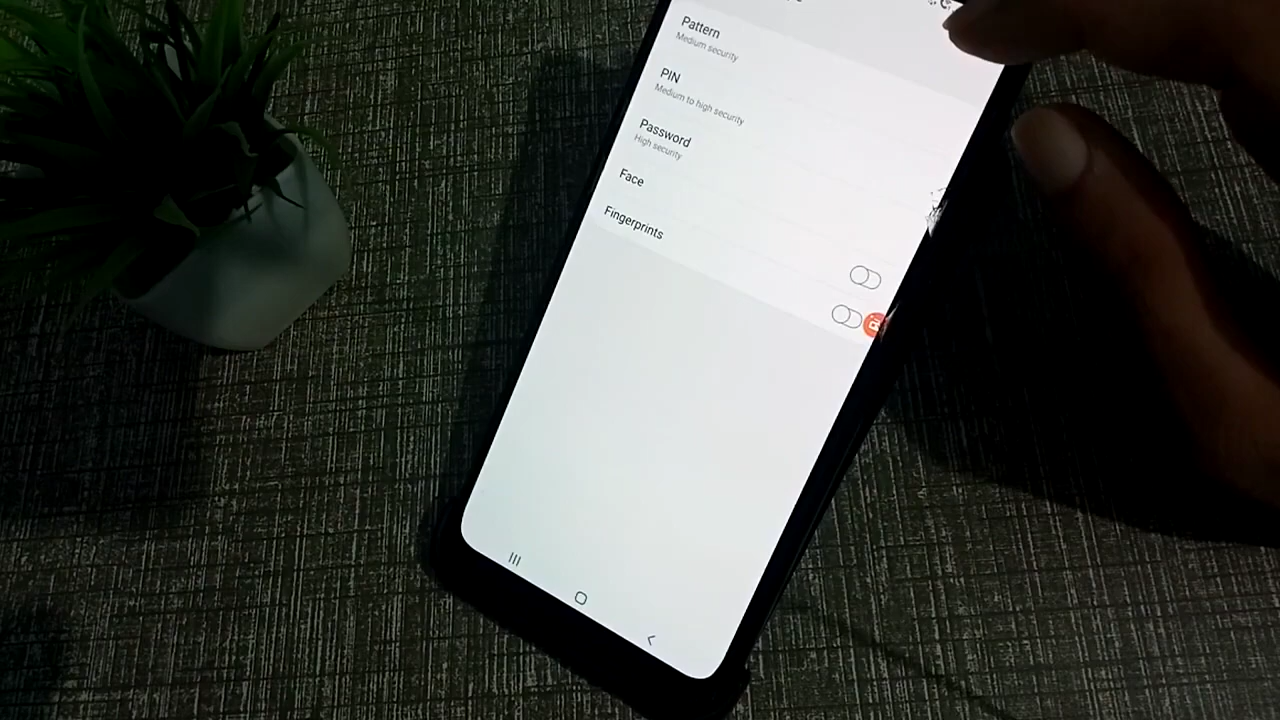 Pattern
Medium security
PIN
Medium to high security
Password
High security
Face
Fingerprints